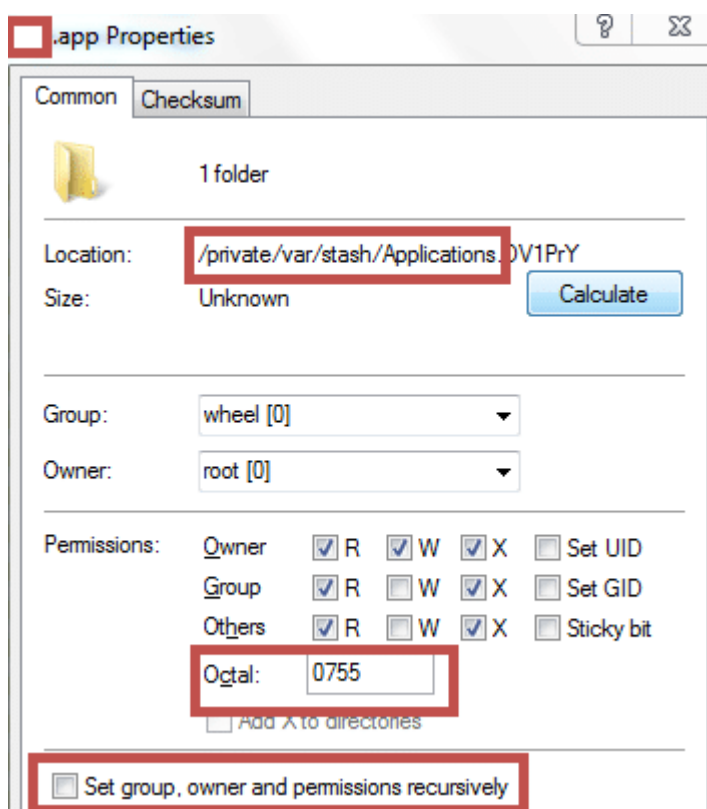 .app Properties
Common Checksum
1 folder
Location: /private/var/stash/Applications.DV1PrY
Size: Unknown Calculate
Group: wheel [0]
Owner: root [0]
Permissions: Owner R W X Set UID
Group R W X Set GID
Others R W X Sticky bit
Octal: 0755
Add X to directories
Set group, owner and permissions recursively